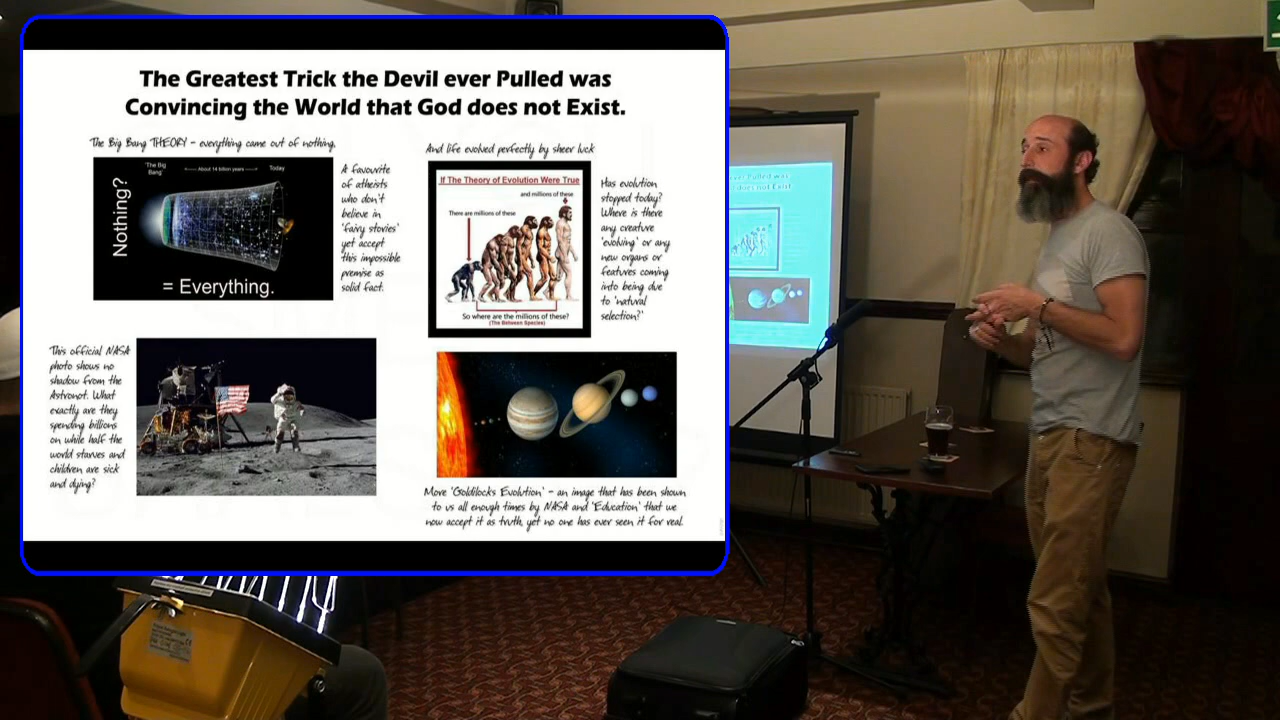 The Greatest Trick the Devil ever Pulled was
Convincing the World that God does not Exist.
The Big Bang THEORY - everything came out of nothing.
'The Big
Bang'
About 14 billion years
Today
Nothing?
= Everything.
A favourite
of atheists
who don't
believe in
'fairy stories'
yet accept
this impossible
premise as
solid fact.
And life evolved perfectly by sheer luck
If The Theory of Evolution Were True
and millions of these
There are millions of these
So where are the millions of these?
(The Between Species)
Has evolution
stopped today?
Where is there
any creature
'evolving' or any
new organs or
features coming
into being due
to 'natural
selection?'
This official NASA
photo shows no
shadow from the
Astronot. What
exactly are they
spending billions
on while half the
world starves and
children are sick
and dying?
More 'Goldilocks Evolution' - an image that has been shown
to us all enough times by NASA and 'Education' that we
now accept it as truth, yet no one has ever seen it for real.
ever Pulled was
does not Exist